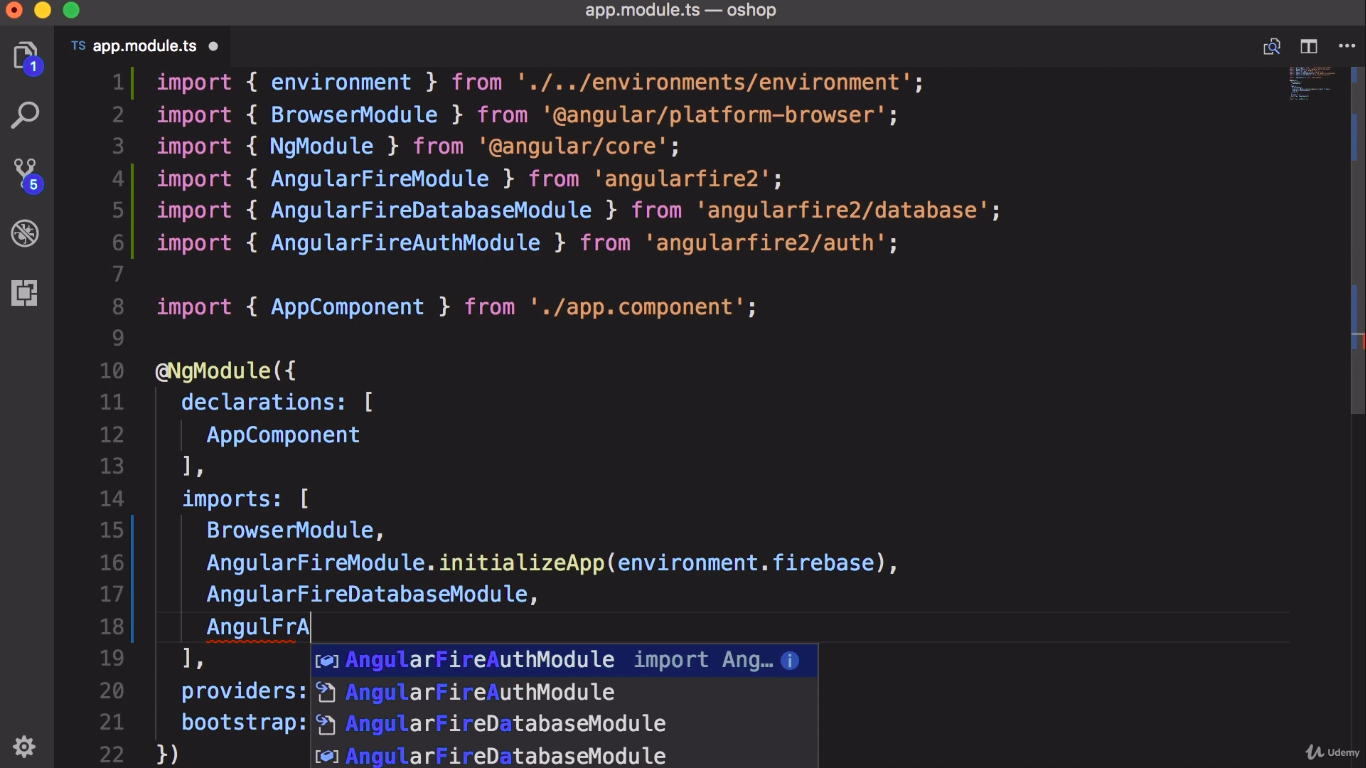 app.module.ts — oshop
TS app.module.ts
1
5
1 import { environment } from './../environments/environment';
2 import { BrowserModule } from '@angular/platform-browser';
3 import { NgModule } from '@angular/core';
4 import { AngularFireModule } from 'angularfire2';
5 import { AngularFireDatabaseModule } from 'angularfire2/database';
6 import { AngularFireAuthModule } from 'angularfire2/auth';
7
8 import { AppComponent } from './app.component';
9
10 @NgModule({
11 declarations: [
12 AppComponent
13 ],
14 imports: [
15 BrowserModule,
16 AngularFireModule.initializeApp(environment.firebase),
17 AngularFireDatabaseModule,
18 AngulFrA
19 ],
AngularFireAuthModule import Ang…
20 providers:
AngularFireAuthModule
21 bootstrap:
AngularFireDatabaseModule
22 })
AngularFireDatabaseModule
Udemy